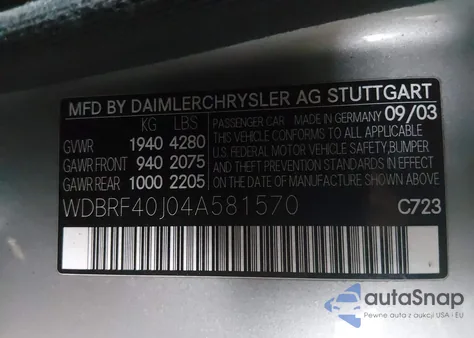 MFD BY DAIMLERCHRYSLER AG STUTTGART
KG LBS
GVWR 1940 4280
GAWR FRONT 940 2075
GAWR REAR 1000 2205
PASSENGER CAR MADE IN GERMANY 09/03
THIS VEHICLE CONFORMS TO ALL APPLICABLE
U.S. FEDERAL MOTOR VEHICLE SAFETY, BUMPER,
AND THEFT PREVENTION STANDARDS IN EFFECT
ON THE DATE OF MANUFACTURE SHOWN ABOVE.
WDBRF40J04A581570 C723
autoSnap
Pewne auta z aukcji USA - EU